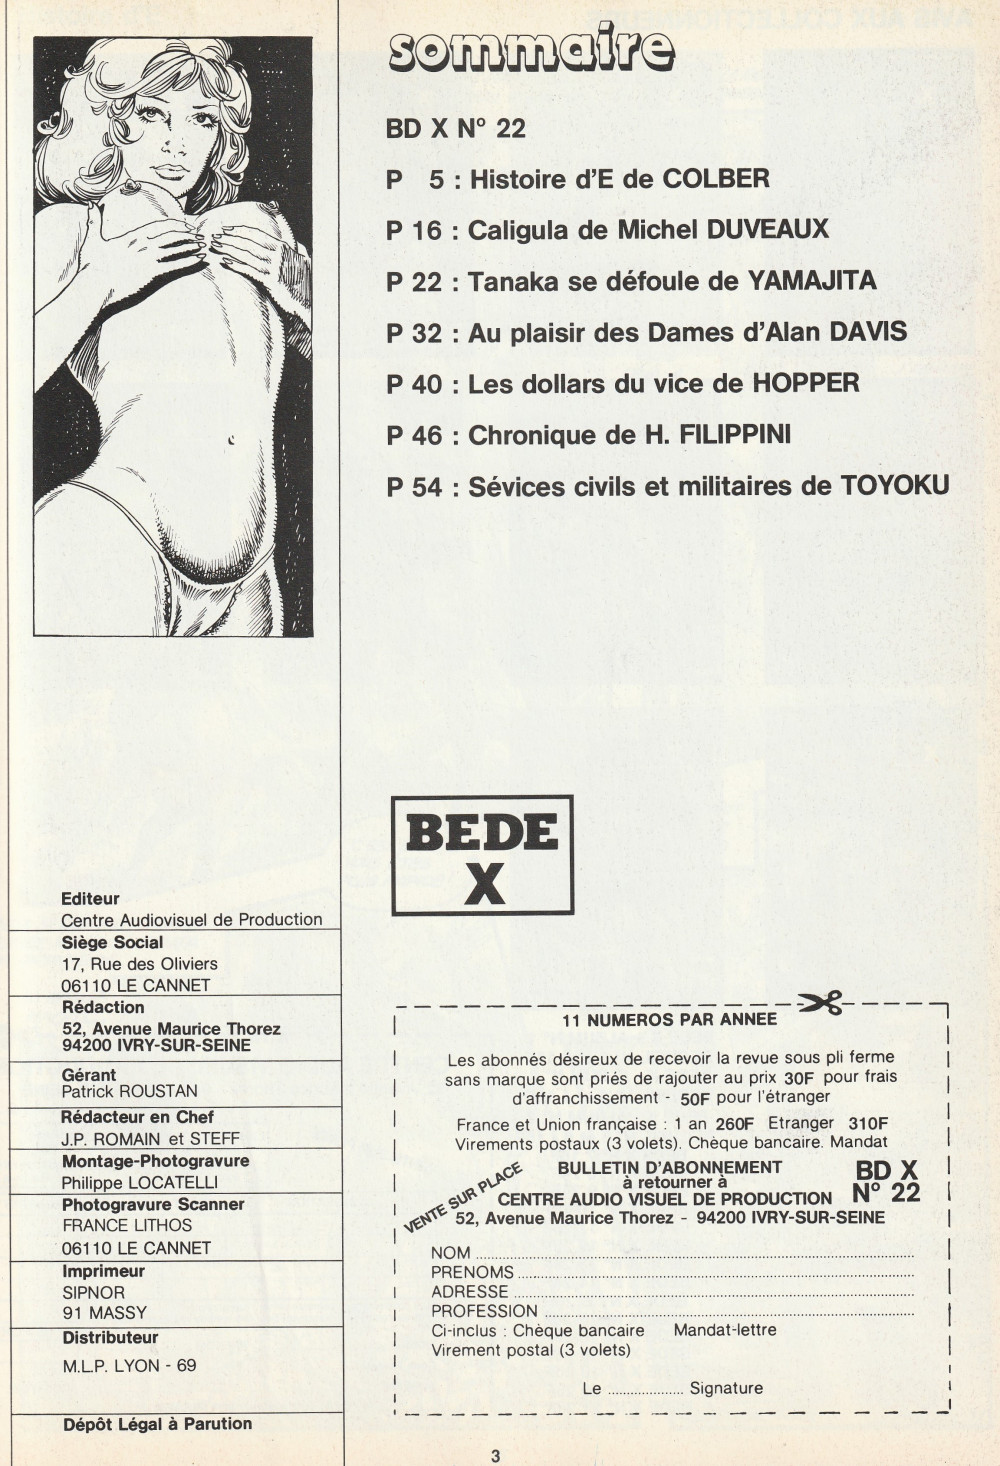 sommaire
BD X N° 22
P 5 : Histoire d'E de COLBER
P 16 : Caligula de Michel DUVEAUX
P 22 : Tanaka se défoule de YAMAJITA
P 32 : Au plaisir des Dames d'Alan DAVIS
P 40 : Les dollars du vice de HOPPER
P 46 : Chronique de H. FILIPPINI
P 54 : Sévices civils et militaires de TOYOKU
BEDE
X
Editeur
Centre Audiovisuel de Production
Siège Social
17, Rue des Oliviers
06110 LE CANNET
Rédaction
52, Avenue Maurice Thorez
94200 IVRY-SUR-SEINE
Gérant
Patrick ROUSTAN
Rédacteur en Chef
J.P. ROMAIN et STEFF
Montage-Photogravure
Philippe LOCATELLI
Photogravure Scanner
FRANCE LITHOS
06110 LE CANNET
Imprimeur
SIPNOR
91 MASSY
Distributeur
M.L.P. LYON - 69
Dépôt Légal à Parution
11 NUMEROS PAR ANNEE
Les abonnés désireux de recevoir la revue sous pli ferme
sans marque sont priés de rajouter au prix 30F pour frais
d'affranchissement - 50F pour l'étranger
France et Union française : 1 an 260F Etranger 310F
Virements postaux (3 volets). Chèque bancaire. Mandat
VENTE SUR PLACE
BULLETIN D'ABONNEMENT
à retourner à
CENTRE AUDIO VISUEL DE PRODUCTION
52, Avenue Maurice Thorez - 94200 IVRY-SUR-SEINE
BD X
N° 22
NOM
PRENOMS
ADRESSE
PROFESSION
Ci-inclus : Chèque bancaire Mandat-lettre
Virement postal (3 volets)
Le .................... Signature
3